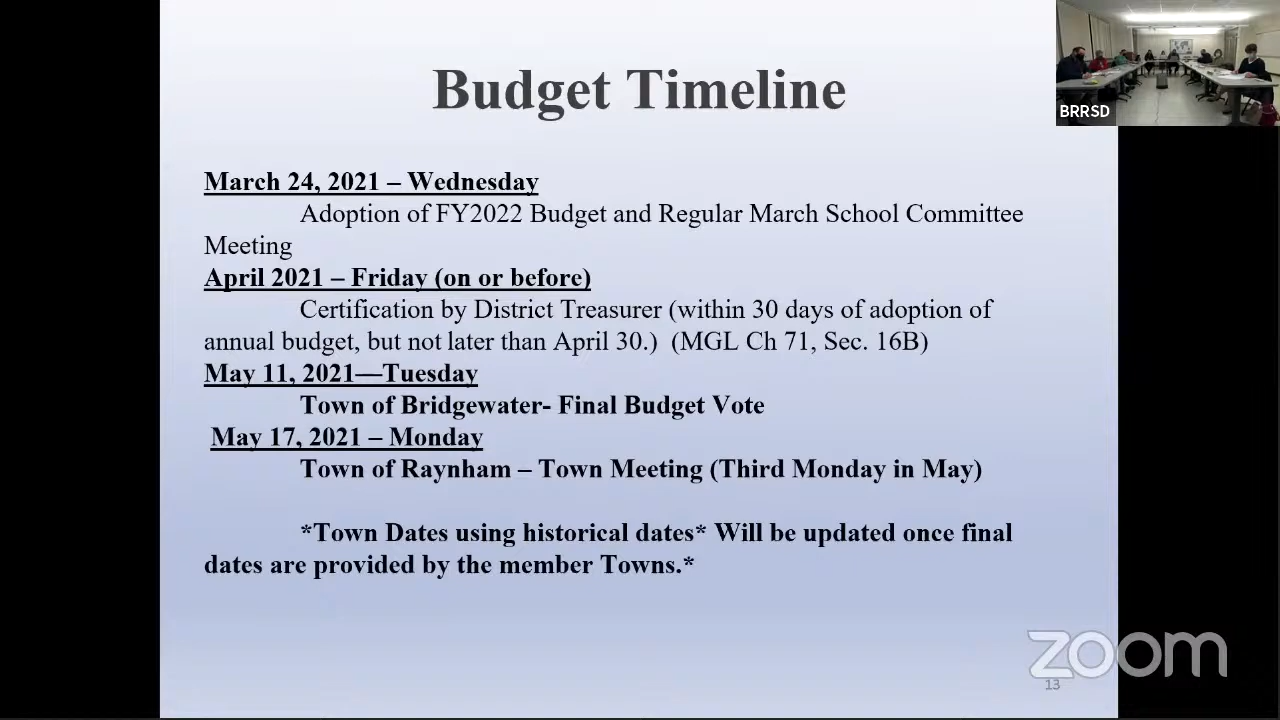 Budget Timeline
BRRSD
March 24, 2021 – Wednesday
Adoption of FY2022 Budget and Regular March School Committee
Meeting
April 2021 – Friday (on or before)
Certification by District Treasurer (within 30 days of adoption of
annual budget, but not later than April 30.)  (MGL Ch 71, Sec. 16B)
May 11, 2021—Tuesday
Town of Bridgewater- Final Budget Vote
May 17, 2021 – Monday
Town of Raynham – Town Meeting (Third Monday in May)
*Town Dates using historical dates* Will be updated once final
dates are provided by the member Towns.*
zoom
13